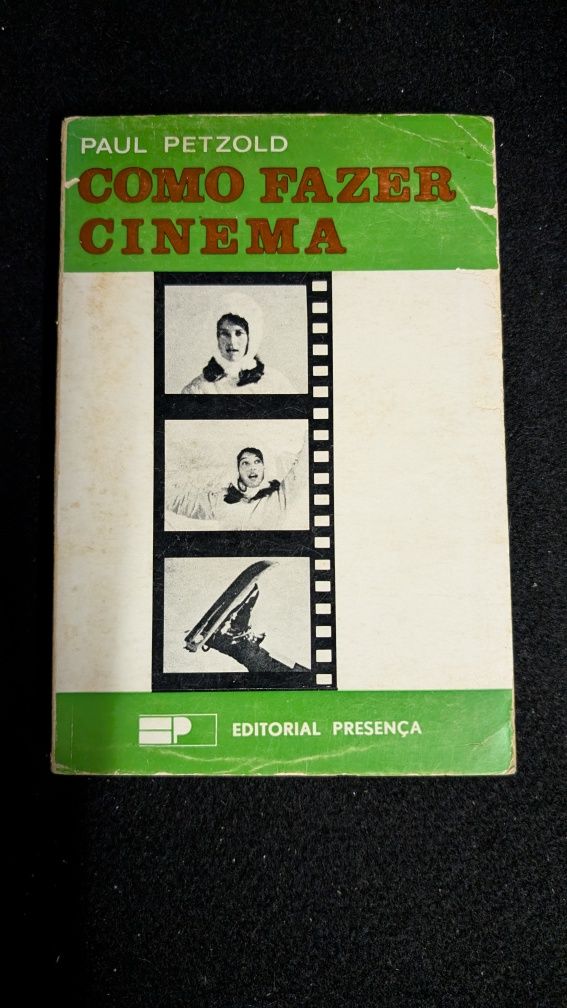 PAUL PETZOLD
COMO FAZER
CINEMA
EP
EDITORIAL PRESENÇA